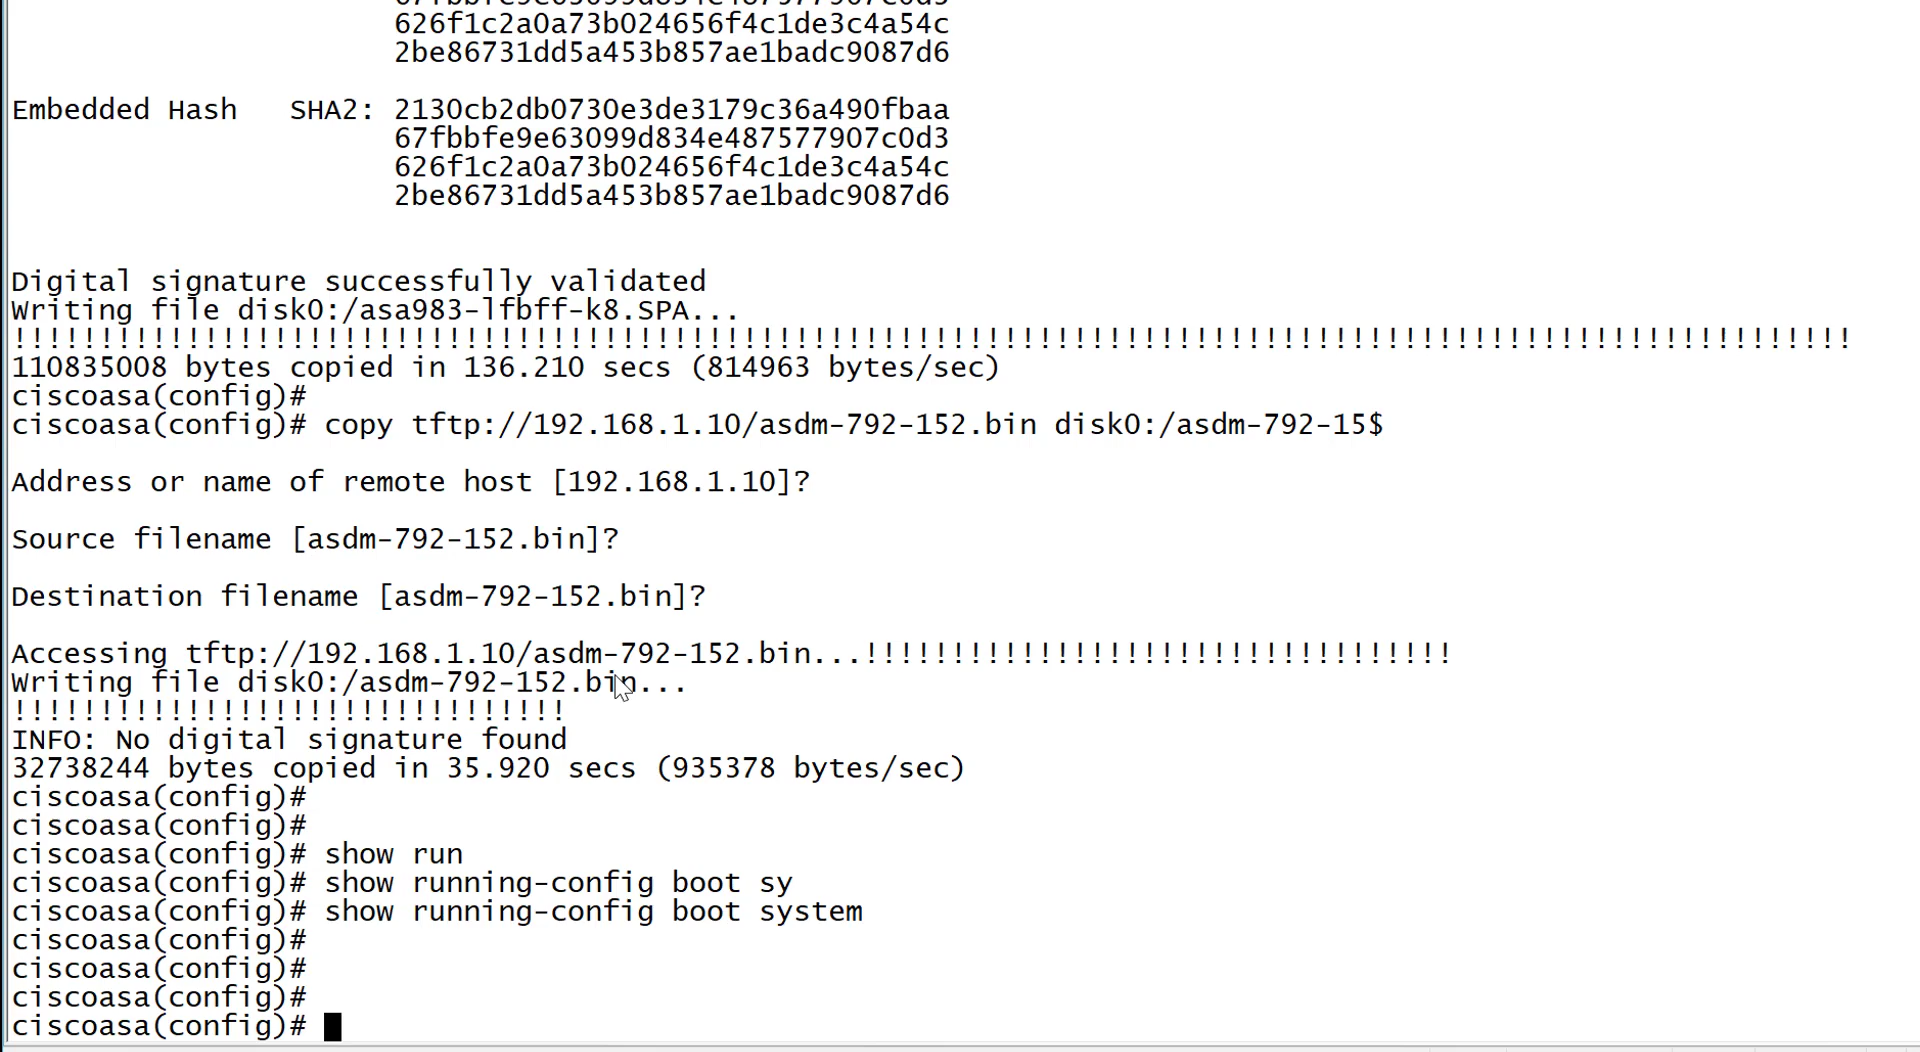 626f1c2a0a73b024656f4c1de3c4a54c
2be86731dd5a453b857ae1badc9087d6
Embedded Hash   SHA2: 2130cb2db0730e3de3179c36a490fbaa
67fbbfe9e63099d834e487577907c0d3
626f1c2a0a73b024656f4c1de3c4a54c
2be86731dd5a453b857ae1badc9087d6
Digital signature successfully validated
Writing file disk0:/asa983-lfbff-k8.SPA...
!!!!!!!!!!!!!!!!!!!!!!!!!!!!!!!!!!!!!!!!!!!!!!!!!!!!!!!!!!!!!!!!!!!!!!!!!!!!!!!!!!!!!!!!!!!!!!!!!!!!!!!!!!
110835008 bytes copied in 136.210 secs (814963 bytes/sec)
ciscoasa(config)#
ciscoasa(config)# copy tftp://192.168.1.10/asdm-792-152.bin disk0:/asdm-792-15$
Address or name of remote host [192.168.1.10]?
Source filename [asdm-792-152.bin]?
Destination filename [asdm-792-152.bin]?
Accessing tftp://192.168.1.10/asdm-792-152.bin...!!!!!!!!!!!!!!!!!!!!!!!!!!!!!!!!!!
Writing file disk0:/asdm-792-152.bin...
!!!!!!!!!!!!!!!!!!!!!!!!!!!!!!!!
INFO: No digital signature found
32738244 bytes copied in 35.920 secs (935378 bytes/sec)
ciscoasa(config)#
ciscoasa(config)#
ciscoasa(config)# show run
ciscoasa(config)# show running-config boot sy
ciscoasa(config)# show running-config boot system
ciscoasa(config)#
ciscoasa(config)#
ciscoasa(config)#
ciscoasa(config)#